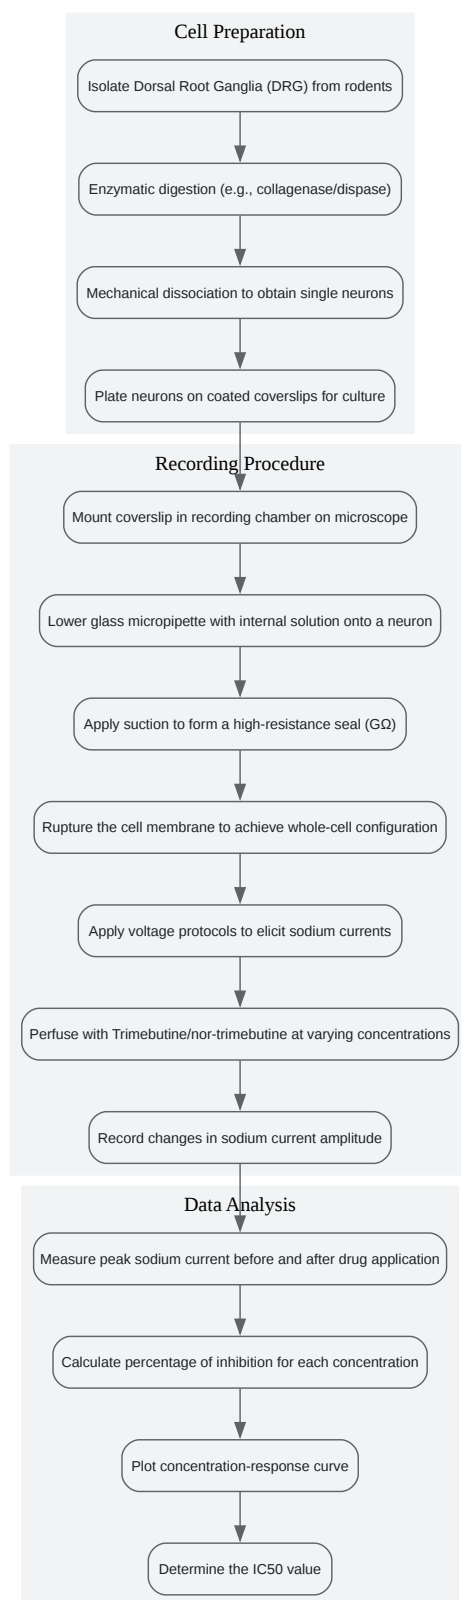 Cell Preparation
Isolate Dorsal Root Ganglia (DRG) from rodents
Enzymatic digestion (e.g., collagenase/dispase)
Mechanical dissociation to obtain single neurons
Plate neurons on coated coverslips for culture
Recording Procedure
Mount coverslip in recording chamber on microscope
Lower glass micropipette with internal solution onto a neuron
Apply suction to form a high-resistance seal (GΩ)
Rupture the cell membrane to achieve whole-cell configuration
Apply voltage protocols to elicit sodium currents
Perfuse with Trimebutine/nor-trimebutine at varying concentrations
Record changes in sodium current amplitude
Data Analysis
Measure peak sodium current before and after drug application
Calculate percentage of inhibition for each concentration
Plot concentration-response curve
Determine the IC50 value